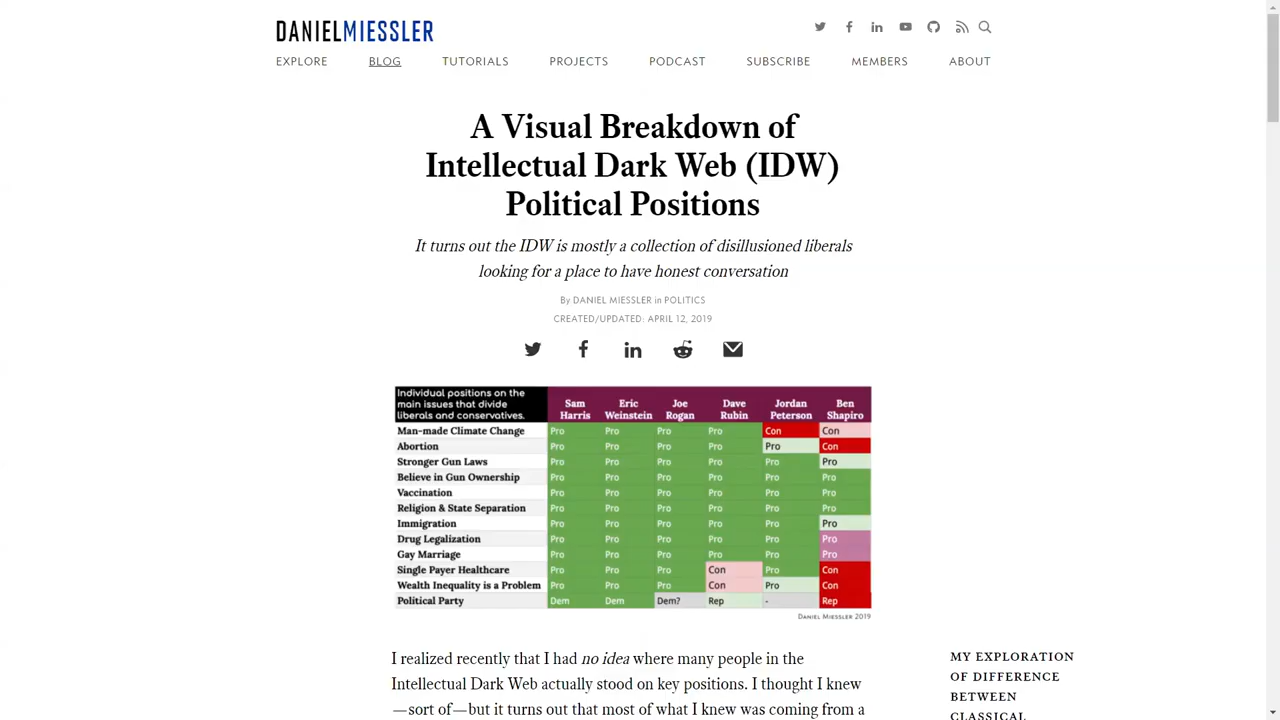 DANIELMIESSLER
EXPLORE BLOG TUTORIALS PROJECTS PODCAST SUBSCRIBE MEMBERS ABOUT
A Visual Breakdown of
Intellectual Dark Web (IDW)
Political Positions
It turns out the IDW is mostly a collection of disillusioned liberals
looking for a place to have honest conversation
By DANIEL MIESSLER in POLITICS
CREATED/UPDATED: APRIL 12, 2019
Individual positions on the
main issues that divide
liberals and conservatives.
Sam Harris Eric Weinstein Joe Rogan Dave Rubin Jordan Peterson Ben Shapiro
Man-made Climate Change Pro Pro Pro Pro Con Con
Abortion Pro Pro Pro Pro Pro Con
Stronger Gun Laws Pro Pro Pro Pro Pro Pro
Believe in Gun Ownership Pro Pro Pro Pro Pro Pro
Vaccination Pro Pro Pro Pro Pro Pro
Religion & State Separation Pro Pro Pro Pro Pro Pro
Immigration Pro Pro Pro Pro Pro Pro
Drug Legalization Pro Pro Pro Pro Pro Pro
Gay Marriage Pro Pro Pro Pro Pro Pro
Single Payer Healthcare Pro Pro Pro Con Pro Con
Wealth Inequality is a Problem Pro Pro Pro Con Pro Con
Political Party Dem Dem Dem? Rep - Rep
DANIEL MIESSLER 2019
I realized recently that I had no idea where many people in the
Intellectual Dark Web actually stood on key positions. I thought I knew
—sort of—but it turns out that most of what I knew was coming from a
MY EXPLORATION
OF DIFFERENCE
BETWEEN
CLASSICAL